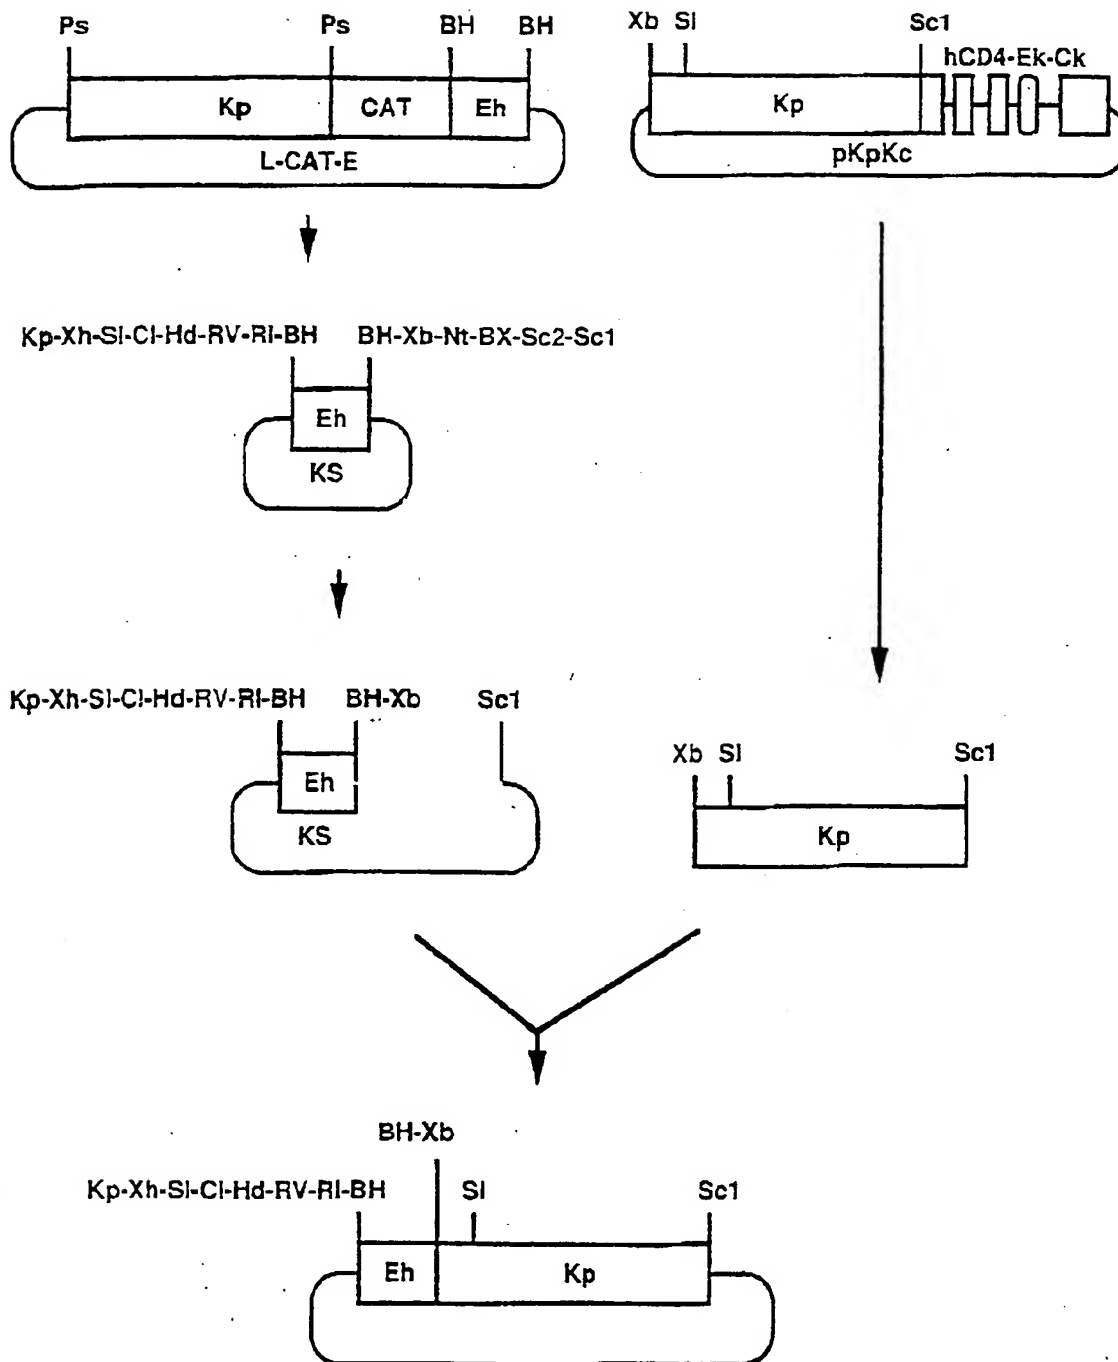 Ps Ps BH BH
Kp CAT Eh
L-CAT-E
Xb Sl Sc1
hCD4-Ek-Ck
Kp
pKpKc
Kp-Xh-Sl-Cl-Hd-RV-RI-BH BH-Xb-Nt-BX-Sc2-Sc1
Eh
KS
Kp-Xh-Sl-Cl-Hd-RV-RI-BH BH-Xb Sc1
Eh
KS
Xb Sl Sc1
Kp
BH-Xb
Kp-Xh-Sl-Cl-Hd-RV-RI-BH Sl Sc1
Eh Kp